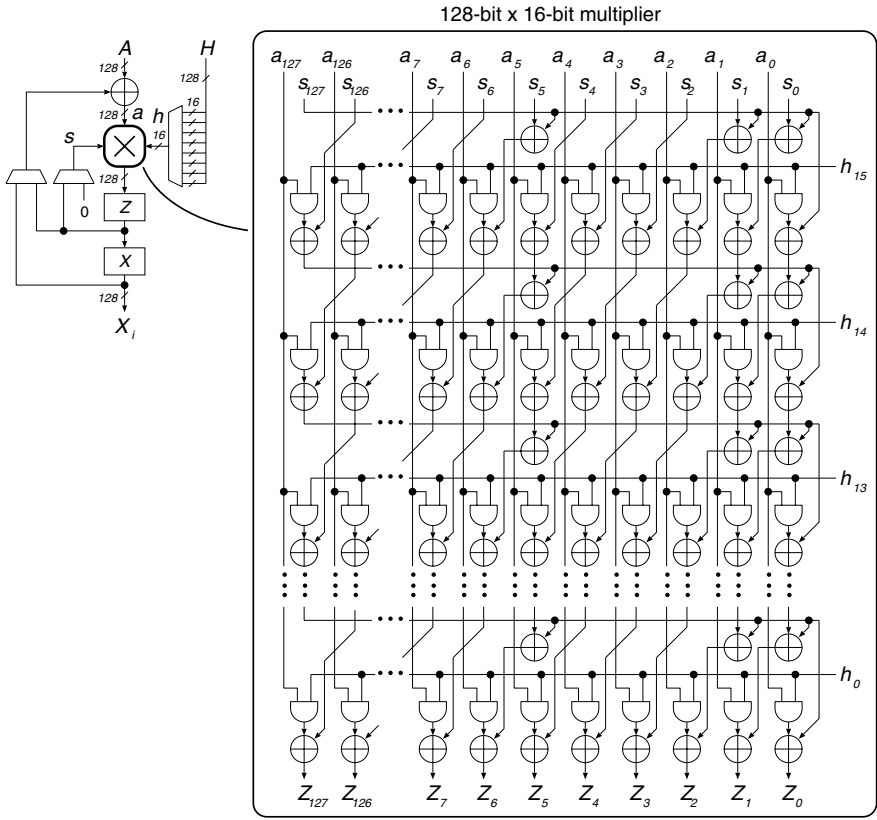 128-bit x 16-bit multiplier
A
H
128
128
128
a
h
16
16
s
128
0
Z
X
128
X_i
a_127 a_126 a_7 a_6 a_5 a_4 a_3 a_2 a_1 a_0
s_127 s_126 s_7 s_6 s_5 s_4 s_3 s_2 s_1 s_0
h_15
h_14
h_13
h_0
Z_127 Z_126 Z_7 Z_6 Z_5 Z_4 Z_3 Z_2 Z_1 Z_0